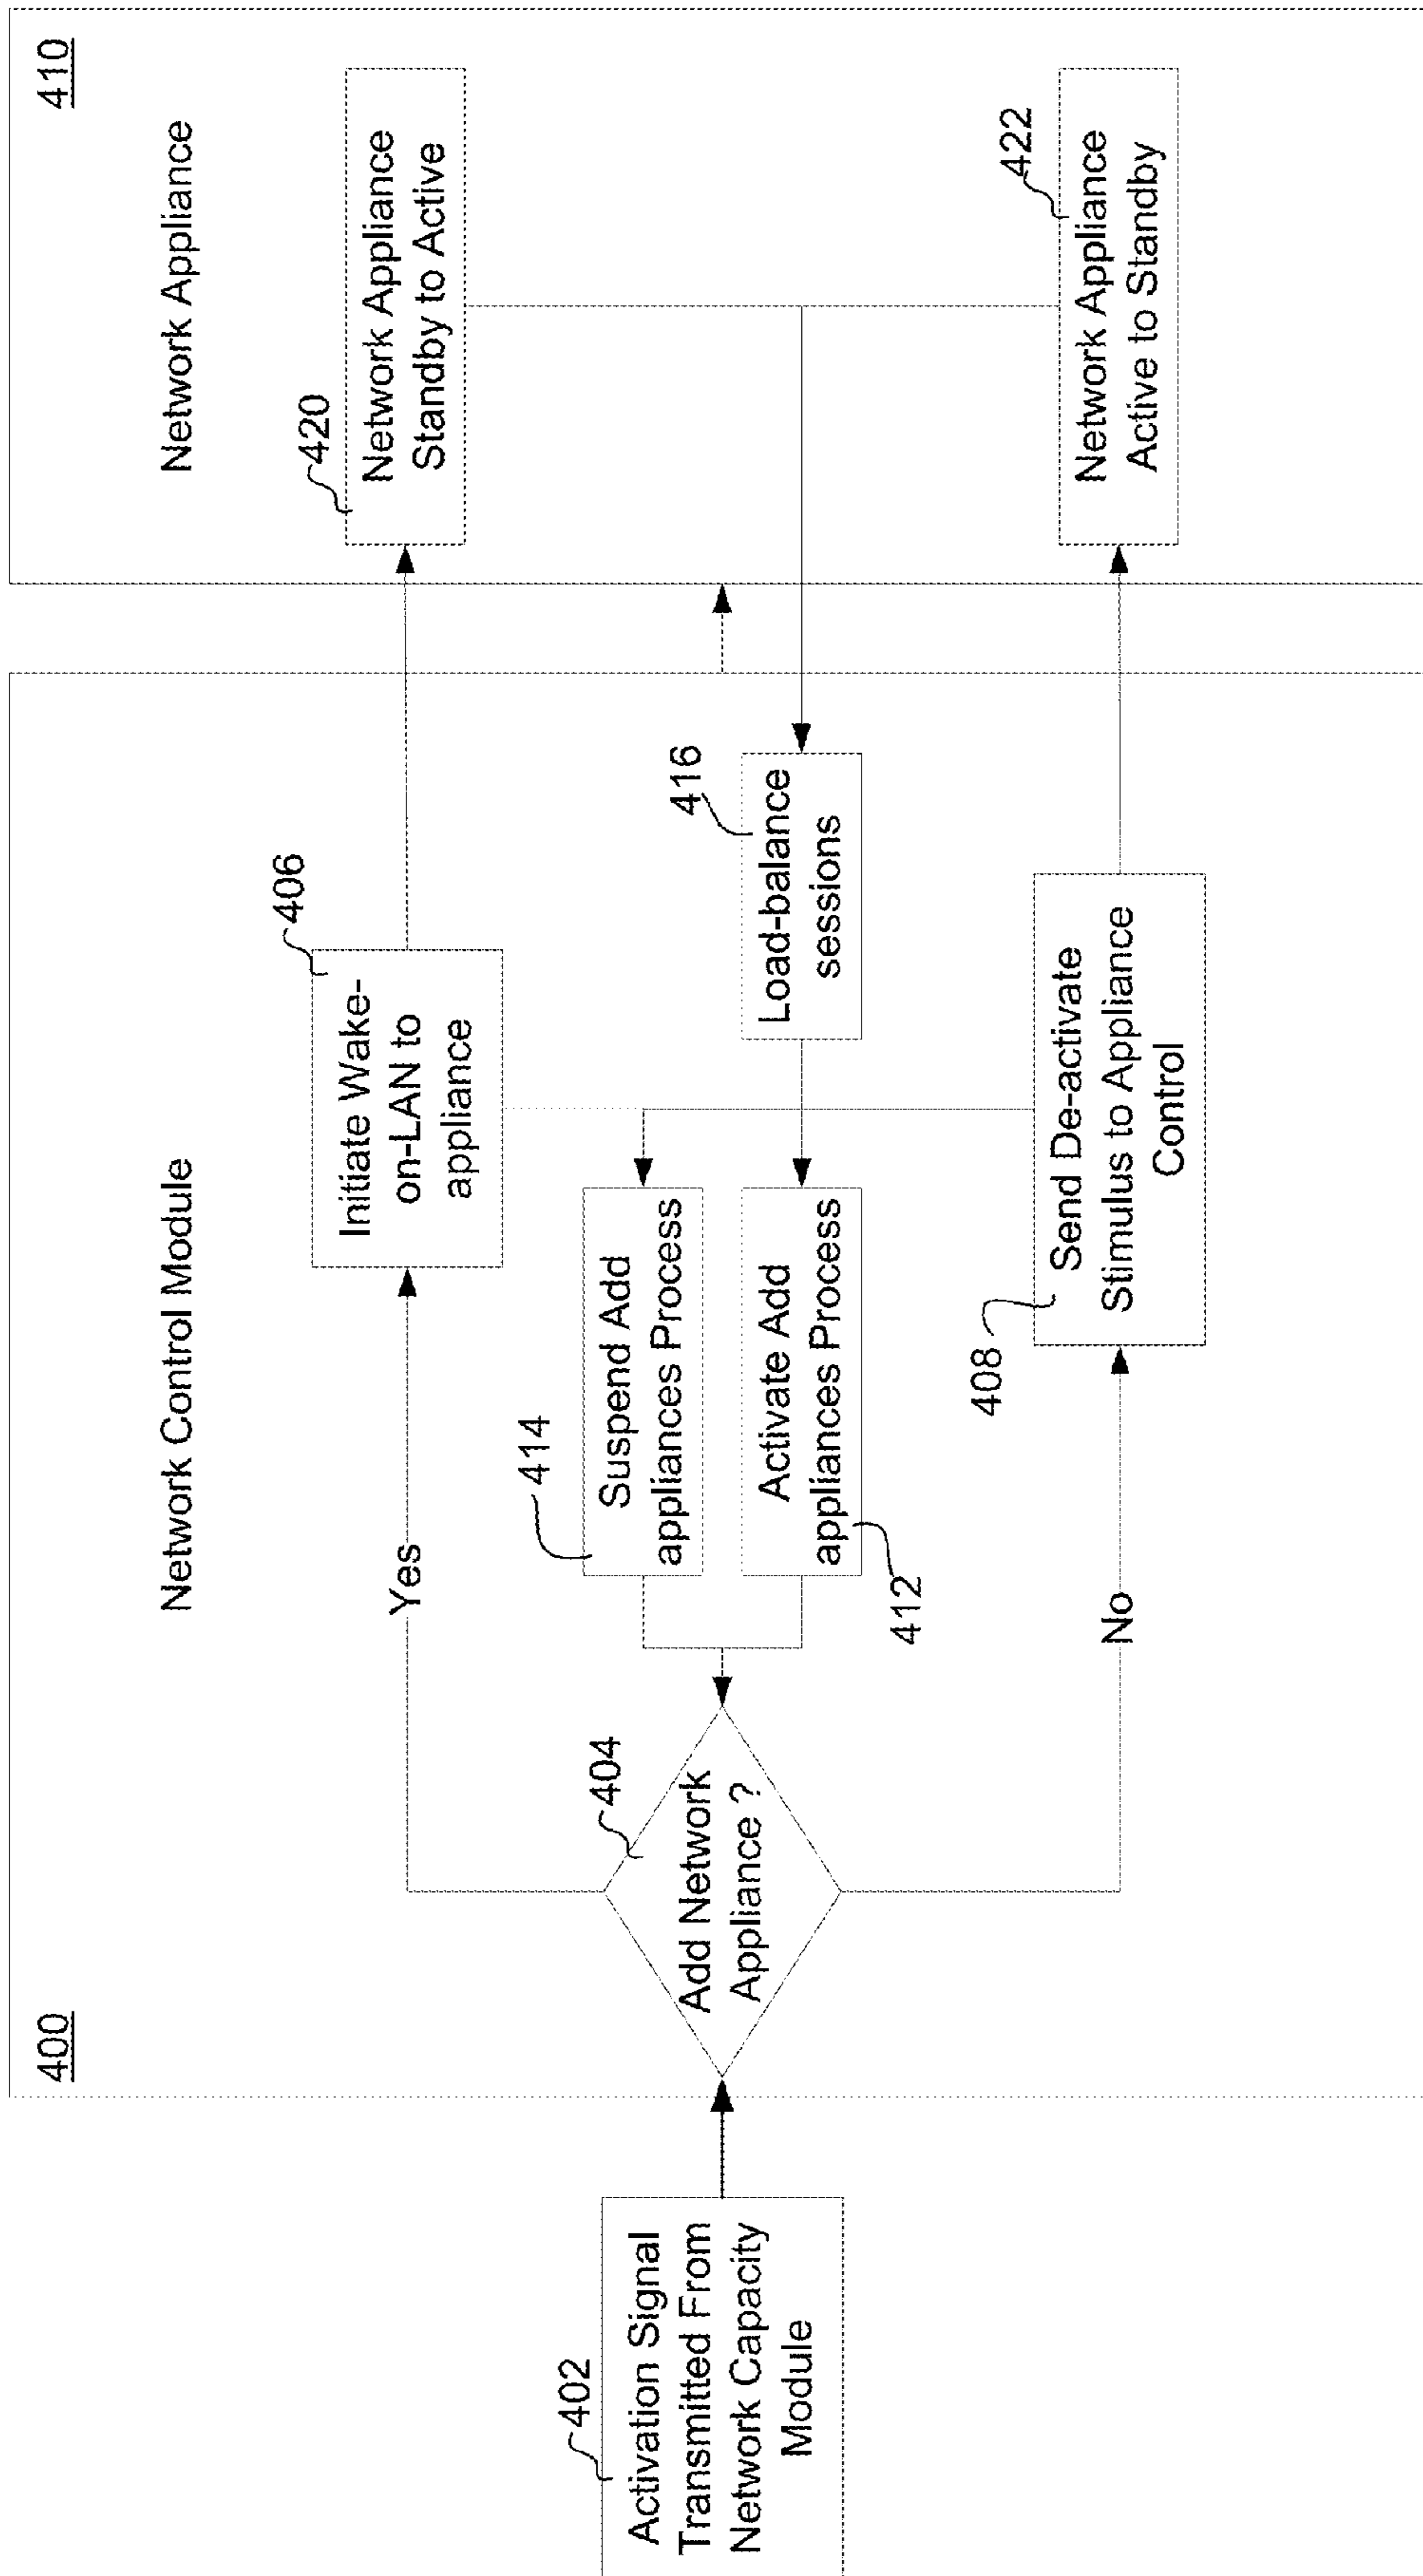 400
Network Control Module
410
Network Appliance
402
Activation Signal
Transmitted From
Network Capacity
Module
404
Add Network
Appliance ?
Yes
No
406
Initiate Wake-
on-LAN to
appliance
414
Suspend Add
appliances Process
Activate Add
appliances Process
412
416
Load-balance
sessions
408
Send De-activate
Stimulus to Appliance
Control
420
Network Appliance
Standby to Active
422
Network Appliance
Active to Standby